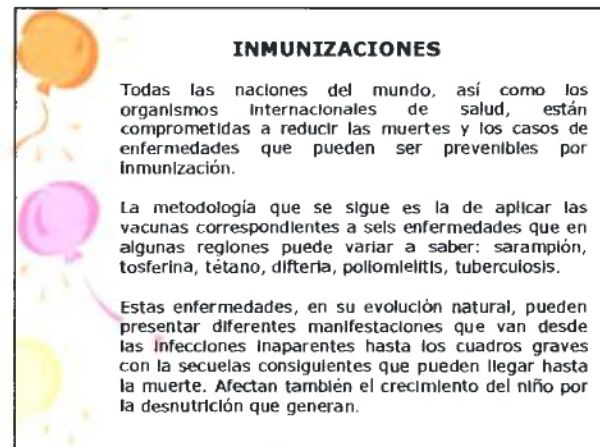 INMUNIZACIONES
Todas las naciones del mundo, así como los
organismos internacionales de salud, están
comprometidas a reducir las muertes y los casos de
enfermedades que pueden ser prevenibles por
inmunización.
La metodología que se sigue es la de aplicar las
vacunas correspondientes a seis enfermedades que en
algunas regiones puede variar a saber: sarampión,
tosferina, tétano, difteria, poliomielitis, tuberculosis.
Estas enfermedades, en su evolución natural, pueden
presentar diferentes manifestaciones que van desde
las infecciones inaparentes hasta los cuadros graves
con la secuelas consiguientes que pueden llegar hasta
la muerte. Afectan también el crecimiento del niño por
la desnutrición que generan.